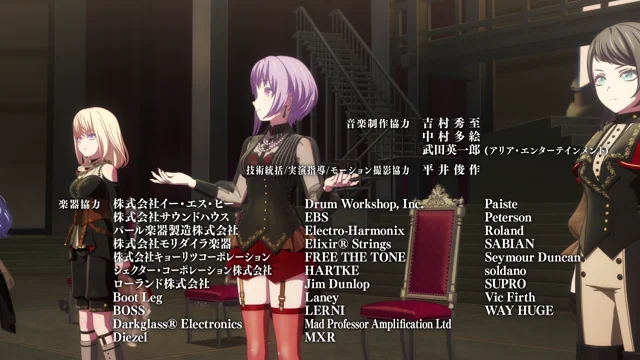 音楽制作協力 吉村秀至
中村多絵
武田英一郎 (アリア・エンターテインメント)
技術統括/実演指導/モーション撮影協力 平井俊作
楽器協力 株式会社イー・エス・ピー
株式会社サウンドハウス
パール楽器製造株式会社
株式会社モリダイラ楽器
株式会社キョーリツコーポレーション
シェクター・コーポレーション株式会社
ローランド株式会社
Boot Leg
BOSS
Darkglass® Electronics
Diezel
Drum Workshop, Inc.
EBS
Electro-Harmonix
Elixir® Strings
FREE THE TONE
HARTKE
Jim Dunlop
Laney
LERNI
Mad Professor Amplification Ltd
MXR
Paiste
Peterson
Roland
SABIAN
Seymour Duncan
soldano
SUPRO
Vic Firth
WAY HUGE